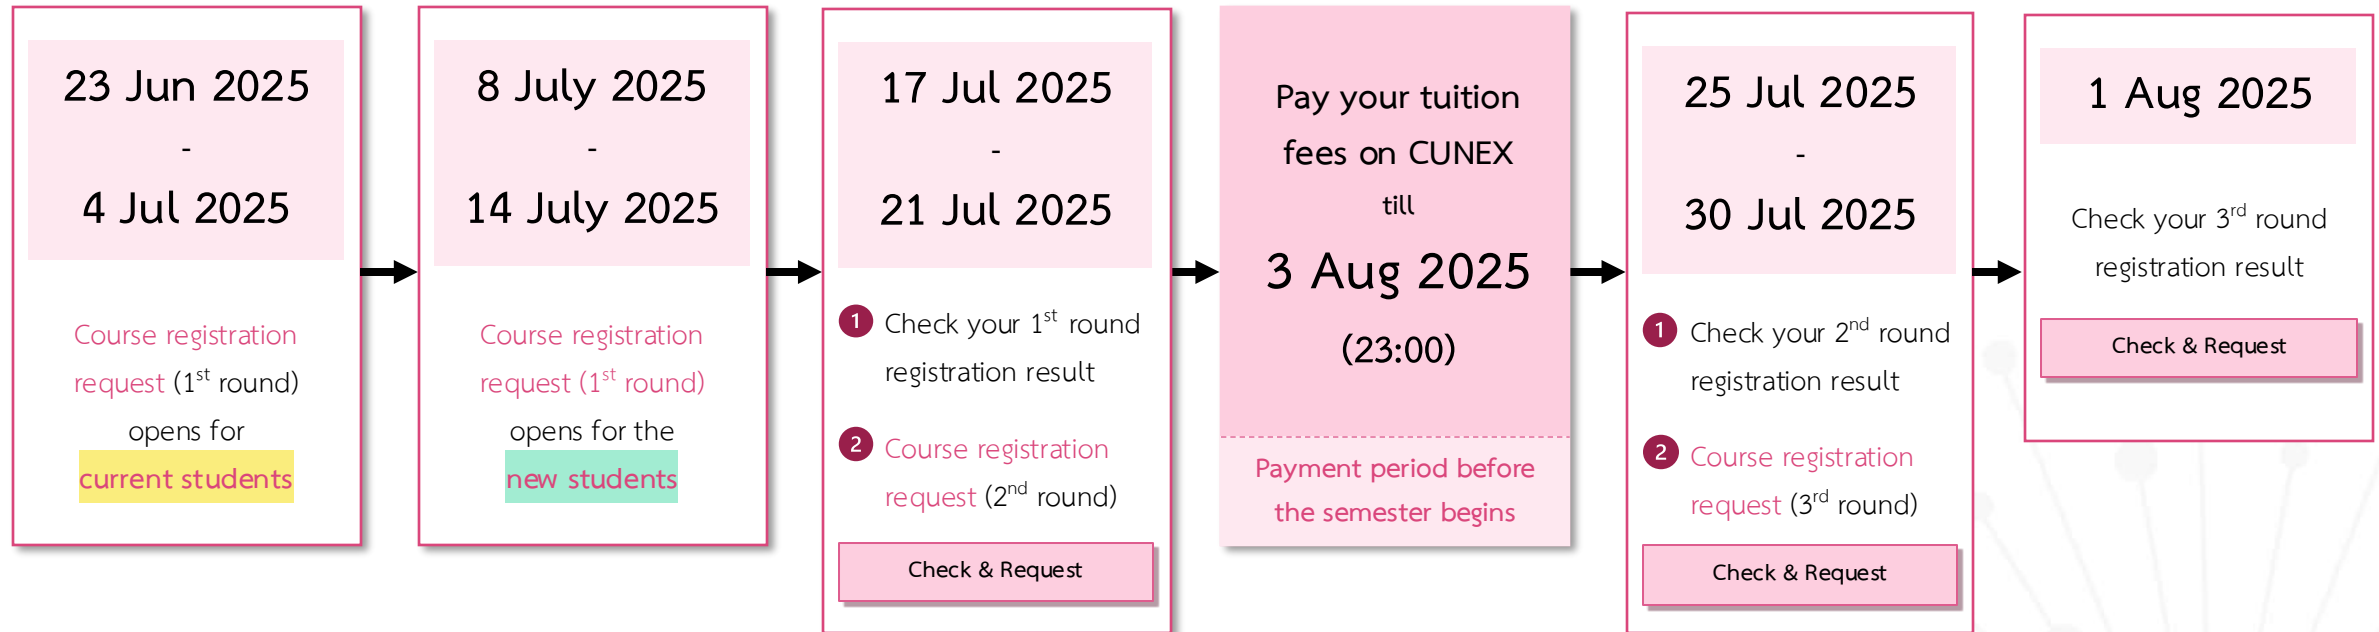 23 Jun 2025
-
4 Jul 2025
Course registration
request (1st round)
opens for
current students
8 July 2025
-
14 July 2025
Course registration
request (1st round)
opens for the
new students
17 Jul 2025
-
21 Jul 2025
1 Check your 1st round
registration result
2 Course registration
request (2nd round)
Check & Request
Pay your tuition
fees on CUNEX
till
3 Aug 2025
(23:00)
Payment period before
the semester begins
25 Jul 2025
-
30 Jul 2025
1 Check your 2nd round
registration result
2 Course registration
request (3rd round)
Check & Request
1 Aug 2025
Check your 3rd round
registration result
Check & Request